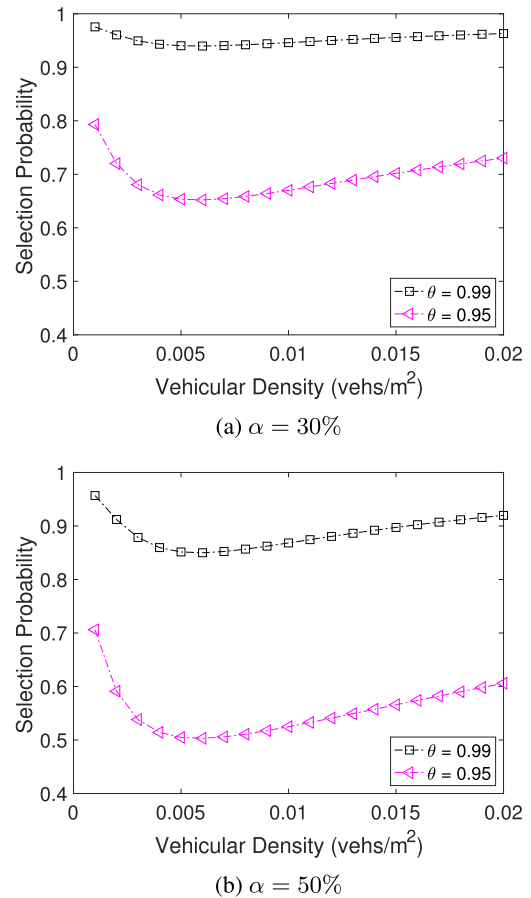 1
0.9
0.8
0.7
0.6
0.5
0.4
Selection Probability
θ = 0.99
θ = 0.95
0 0.005 0.01 0.015 0.02
Vehicular Density (vehs/m²)
(a) α = 30%
1
0.9
0.8
0.7
0.6
0.5
0.4
Selection Probability
θ = 0.99
θ = 0.95
0 0.005 0.01 0.015 0.02
Vehicular Density (vehs/m²)
(b) α = 50%